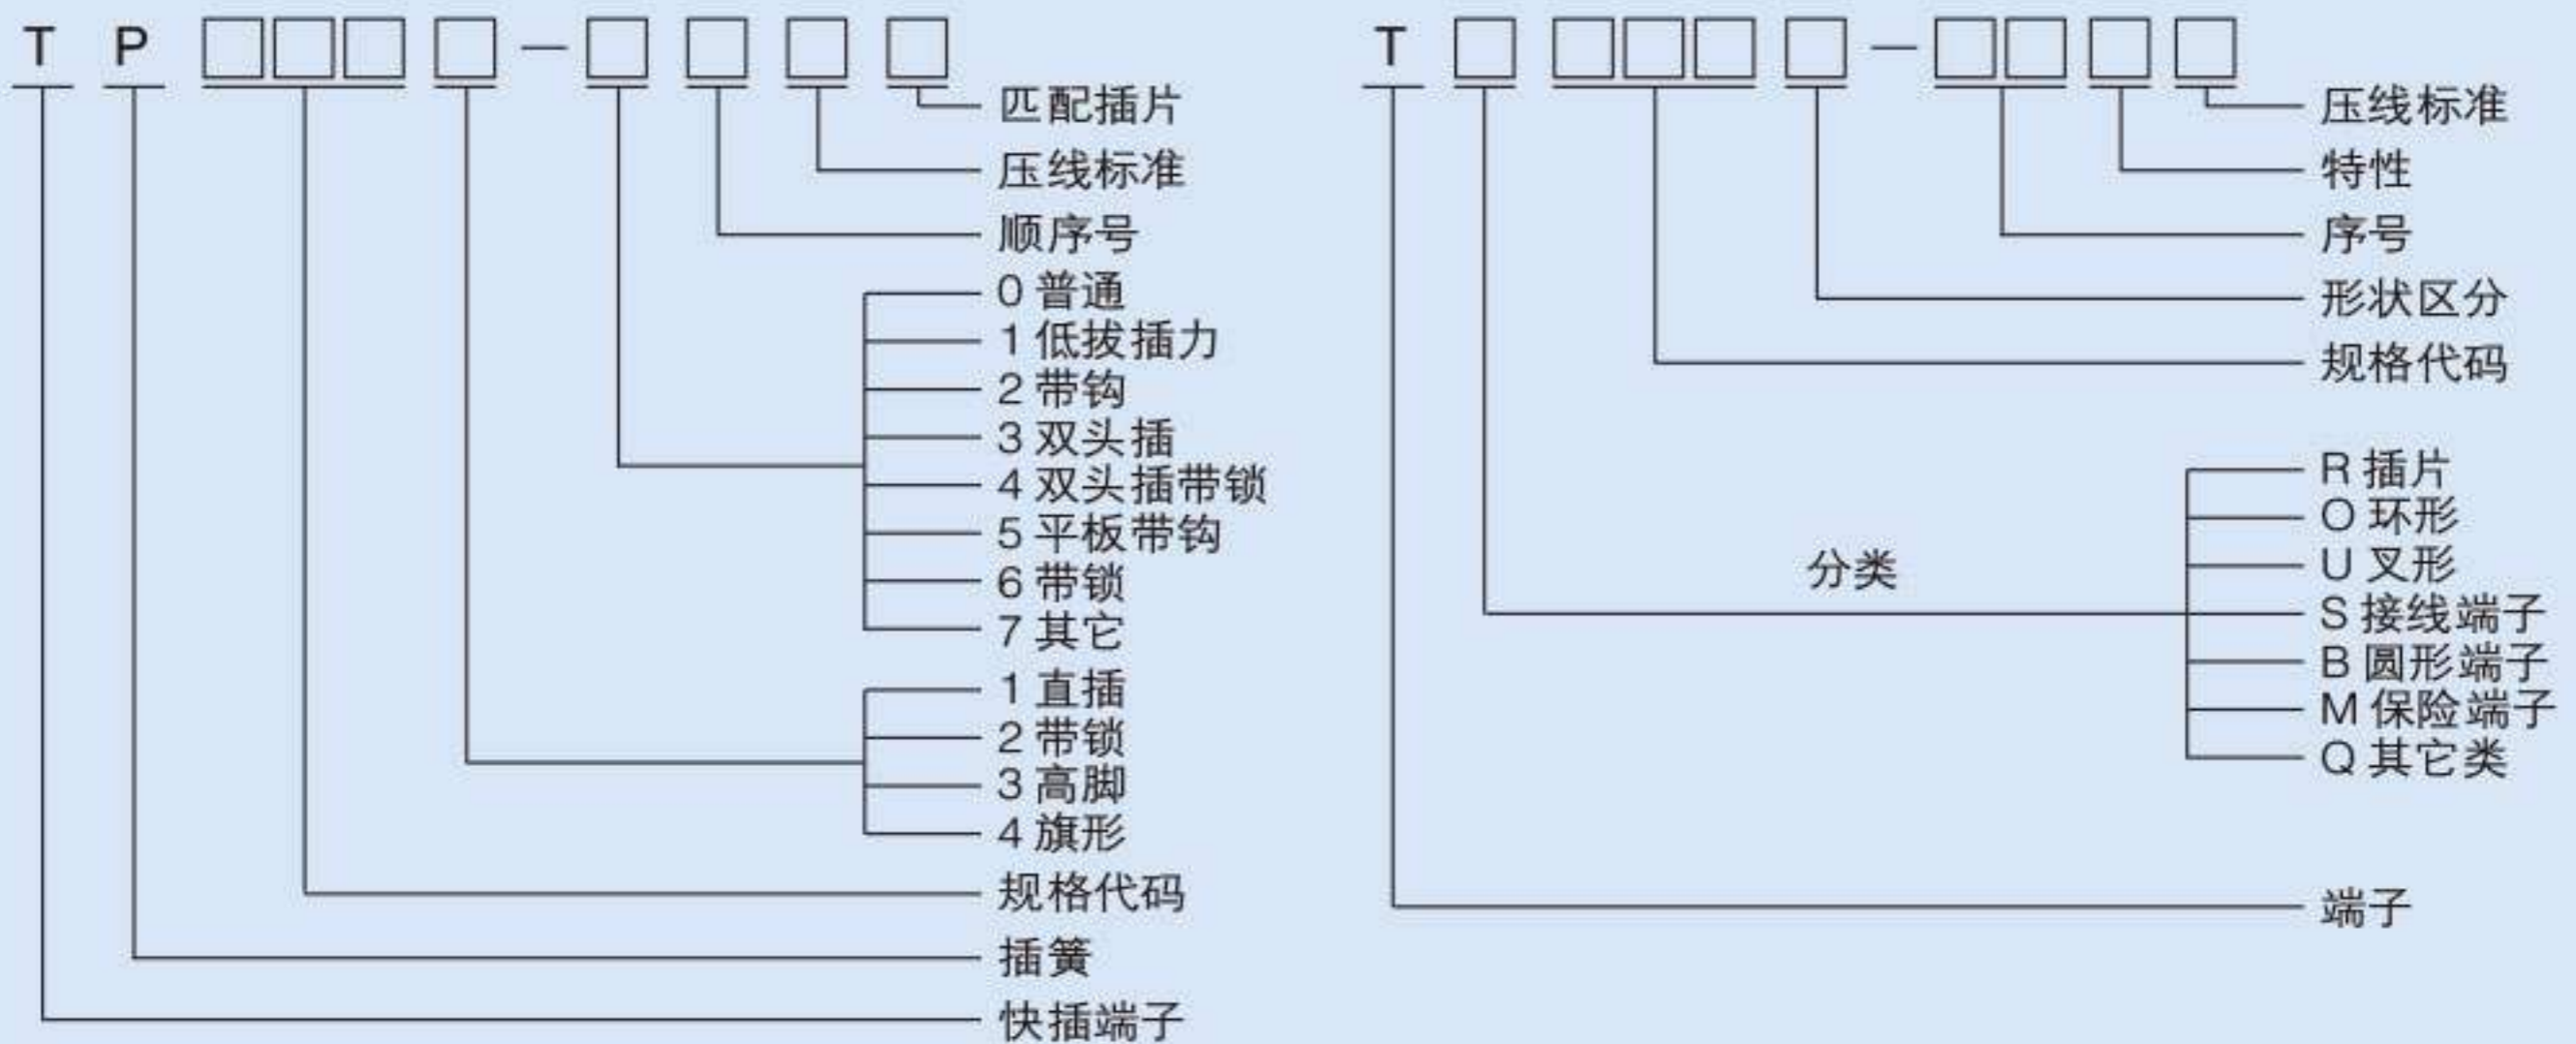 T P □□□ □ — □ □ □ □
匹配插片
压线标准
顺序号
0 普通
1 低拔插力
2 带钩
3 双头插
4 双头插带锁
5 平板带钩
6 带锁
7 其它
1 直插
2 带锁
3 高脚
4 旗形
规格代码
插簧
快插端子
T □ □□□ □ — □□ □ □
压线标准
特性
序号
形状区分
规格代码
分类
R 插片
O 环形
U 叉形
S 接线端子
B 圆形端子
M 保险端子
Q 其它类
端子